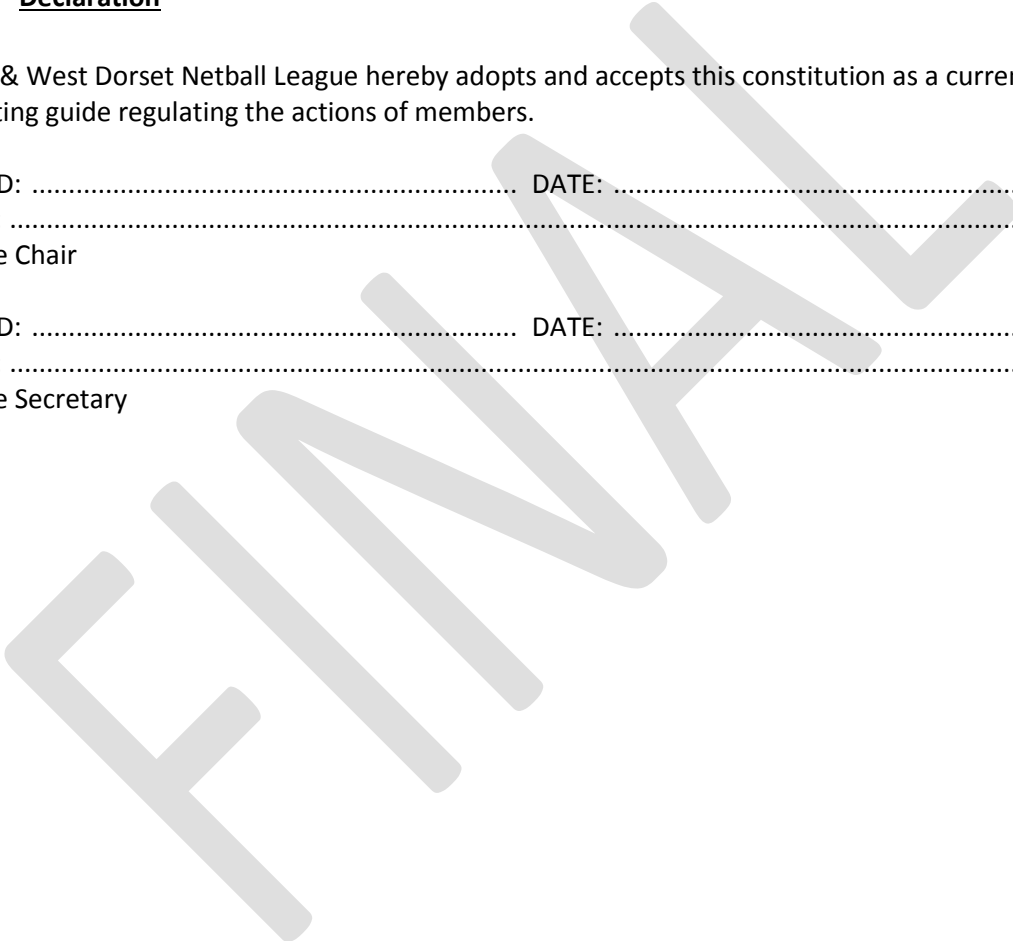 Declaration
& West Dorset Netball League hereby adopts and accepts this constitution as a curren
ting guide regulating the actions of members.
D: .................................................................. DATE: .......................................................
.......................................................................................................................................
e Chair
D: .................................................................. DATE: .......................................................
.......................................................................................................................................
e Secretary
FINAL